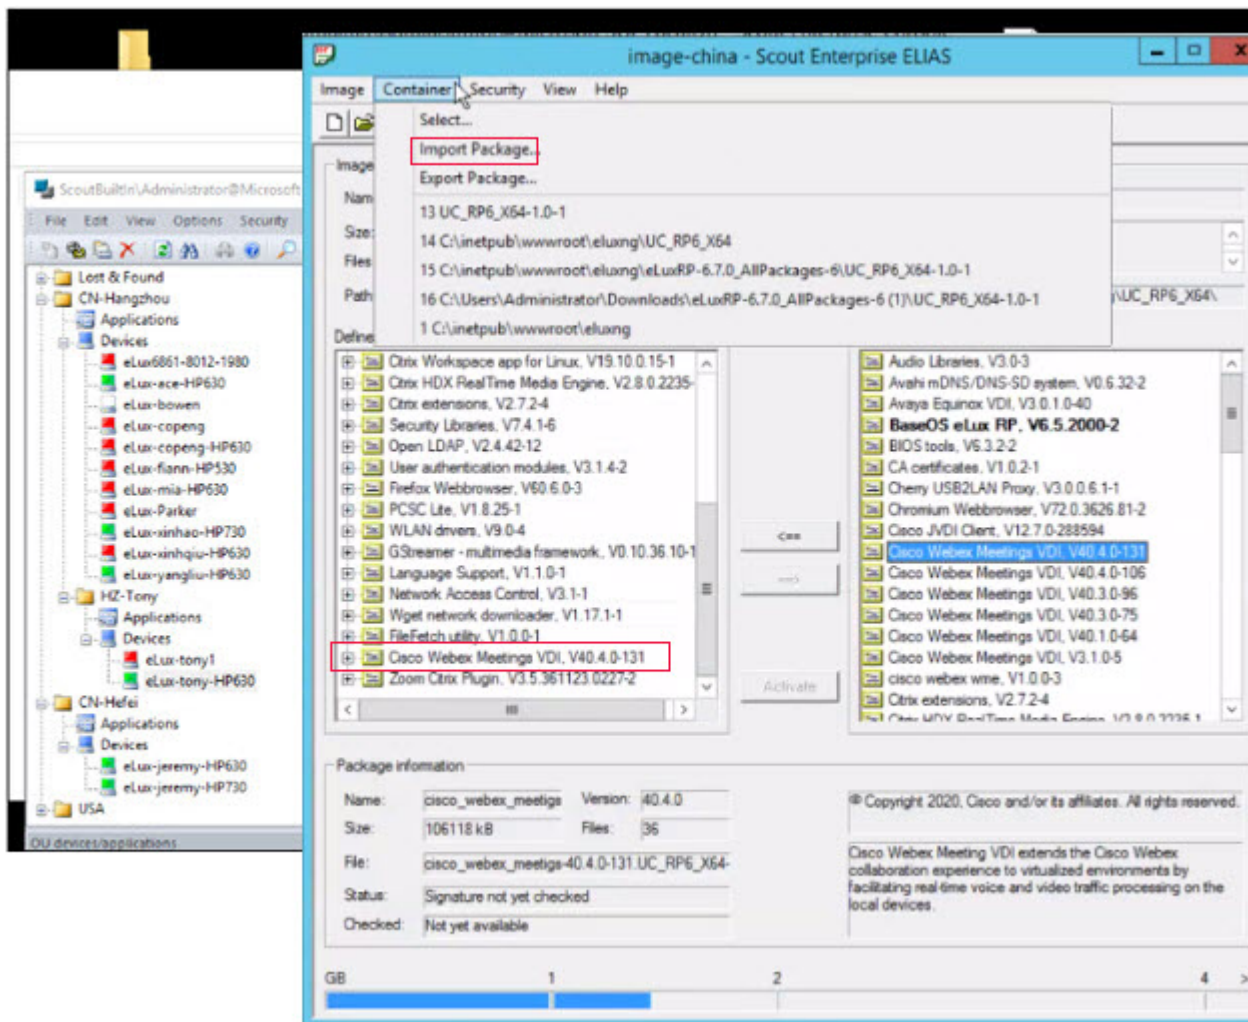 image-china - Scout Enterprise ELIAS
Image Container Security View Help
Select...
Import Package...
Export Package...
13 UC_RP6_X64-1.0-1
14 C:\inetpub\wwwroot\eluxng\UC_RP6_X64
15 C:\inetpub\wwwroot\eluxng\eLuxRP-6.7.0_AllPackages-6\UC_RP6_X64-1.0-1
16 C:\Users\Administrator\Downloads\eLuxRP-6.7.0_AllPackages-6 (1)\UC_RP6_X64-1.0-1
1 C:\inetpub\wwwroot\eluxng
Image
Nam
Size:
Files
Path
\UC_RP6_X64\
Define
ScoutBuiltIn\Administrator@Microsoft
File Edit View Options Security
Lost & Found
CN-Hangzhou
Applications
Devices
eLux6861-8012-1980
eLux-ace-HP630
eLux-bowen
eLux-copeng
eLux-copeng-HP630
eLux-fiann-HP530
eLux-mia-HP630
eLux-Parker
eLux-xinhao-HP730
eLux-xinhqiu-HP630
eLux-yangliu-HP630
HZ-Tony
Applications
Devices
eLux-tony1
eLux-tony-HP630
CN-Hefei
Applications
Devices
eLux-jeremy-HP630
eLux-jeremy-HP730
USA
OU devices/applications
Citrix Workspace app for Linux, V19.10.0.15-1
Citrix HDX RealTime Media Engine, V2.8.0.2235-
Citrix extensions, V2.7.2-4
Security Libraries, V7.4.1-6
Open LDAP, V2.4.42-12
User authentication modules, V3.1.4-2
Firefox Webbrowser, V60.6.0-3
PCSC Lite, V1.8.25-1
WLAN drivers, V9.0-4
GStreamer - multimedia framework, V0.10.36.10-1
Language Support, V1.1.0-1
Network Access Control, V3.1-1
Wget network downloader, V1.17.1-1
FileFetch utility, V1.0.0-1
Cisco Webex Meetings VDI, V40.4.0-131
Zoom Citrix Plugin, V3.5.361123.0227-2
<==
==>
Activate
Audio Libraries, V3.0-3
Avahi mDNS/DNS-SD system, V0.6.32-2
Avaya Equinox VDI, V3.0.1.0-40
BaseOS eLux RP, V6.5.2000-2
BIOS tools, V6.3.2-2
CA certificates, V1.0.2-1
Cherry USB2LAN Proxy, V3.0.0.6.1-1
Chromium Webbrowser, V72.0.3626.81-2
Cisco JVDI Client, V12.7.0-288594
Cisco Webex Meetings VDI, V40.4.0-131
Cisco Webex Meetings VDI, V40.4.0-106
Cisco Webex Meetings VDI, V40.3.0-96
Cisco Webex Meetings VDI, V40.3.0-75
Cisco Webex Meetings VDI, V40.1.0-64
Cisco Webex Meetings VDI, V3.1.0-5
cisco webex wme, V1.0.0-3
Citrix extensions, V2.7.2-4
Citrix HDX RealTime Media Engine, V2.8.0.2235-1
Package information
Name: cisco_webex_meetigs Version: 40.4.0
Size: 106118 kB Files: 36
File: cisco_webex_meetigs-40.4.0-131.UC_RP6_X64-
Status: Signature not yet checked
Checked: Not yet available
© Copyright 2020, Cisco and/or its affiliates. All rights reserved.
Cisco Webex Meeting VDI extends the Cisco Webex
collaboration experience to virtualized environments by
facilitating real-time voice and video traffic processing on the
local devices.
GB 1 2 4 >